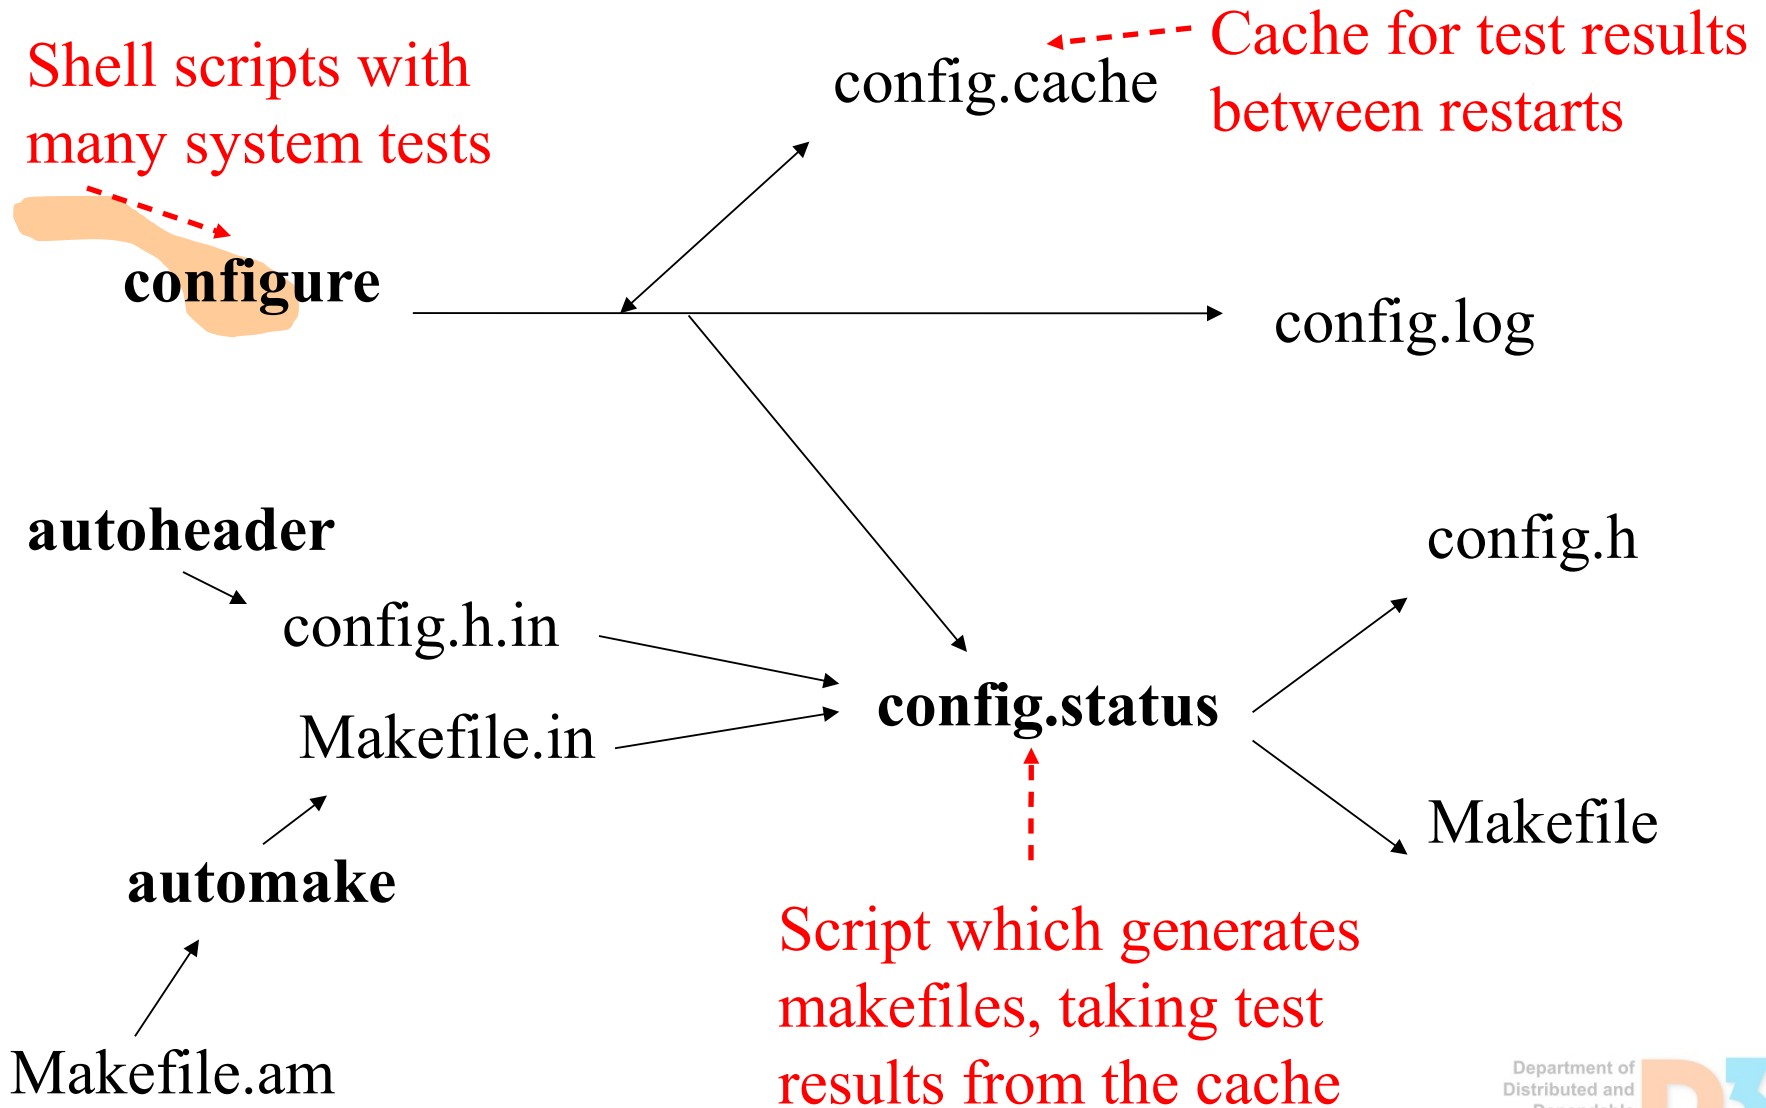 Shell scripts with
many system tests
config.cache
Cache for test results
between restarts
configure
config.log
autoheader
config.h.in
Makefile.in
automake
Makefile.am
config.status
config.h
Makefile
Script which generates
makefiles, taking test
results from the cache
Department of
Distributed and